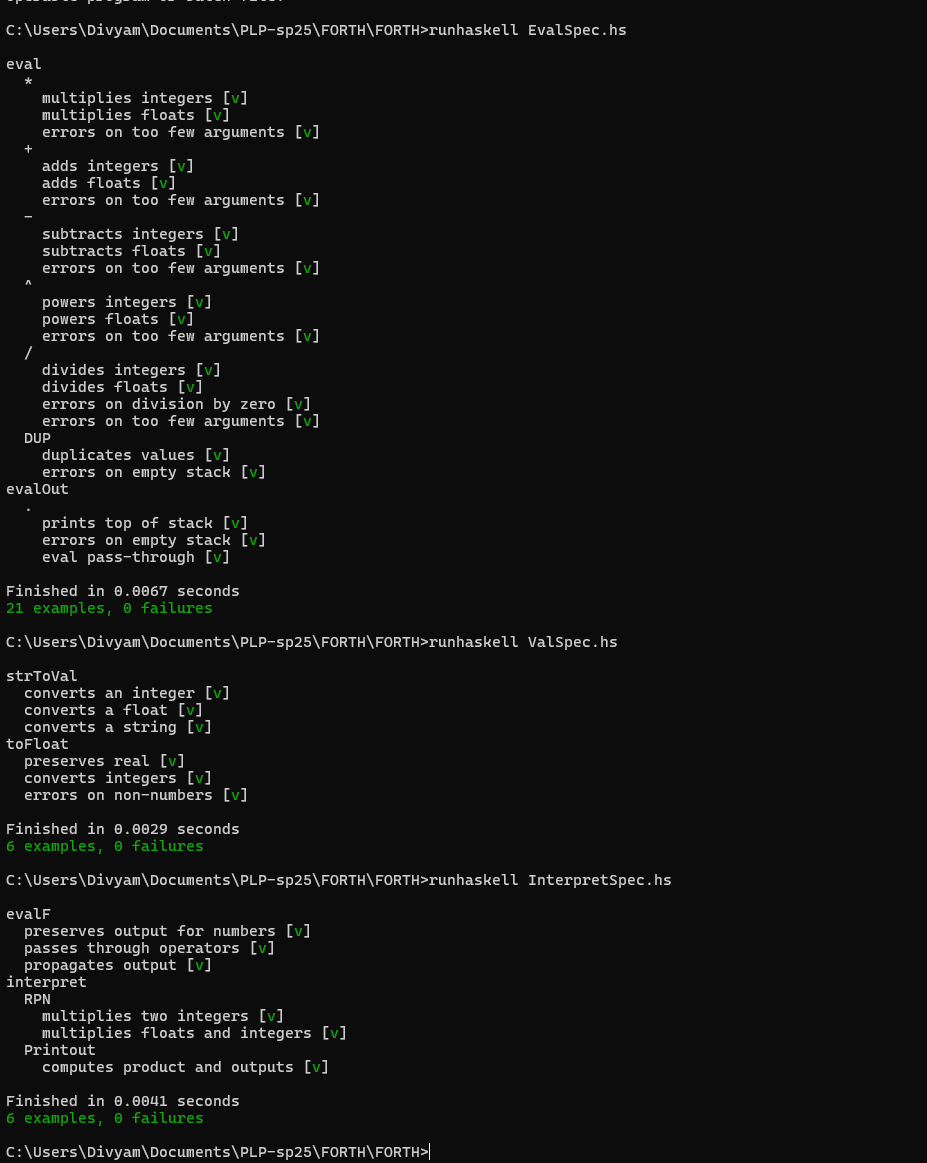 operable program or batch file.
C:\Users\Divyam\Documents\PLP-sp25\FORTH\FORTH>runhaskell EvalSpec.hs
eval
  *
    multiplies integers [v]
    multiplies floats [v]
    errors on too few arguments [v]
  +
    adds integers [v]
    adds floats [v]
    errors on too few arguments [v]
  -
    subtracts integers [v]
    subtracts floats [v]
    errors on too few arguments [v]
  ^
    powers integers [v]
    powers floats [v]
    errors on too few arguments [v]
  /
    divides integers [v]
    divides floats [v]
    errors on division by zero [v]
    errors on too few arguments [v]
  DUP
    duplicates values [v]
    errors on empty stack [v]
evalOut
  .
    prints top of stack [v]
    errors on empty stack [v]
    eval pass-through [v]
Finished in 0.0067 seconds
21 examples, 0 failures
C:\Users\Divyam\Documents\PLP-sp25\FORTH\FORTH>runhaskell ValSpec.hs
strToVal
  converts an integer [v]
  converts a float [v]
  converts a string [v]
toFloat
  preserves real [v]
  converts integers [v]
  errors on non-numbers [v]
Finished in 0.0029 seconds
6 examples, 0 failures
C:\Users\Divyam\Documents\PLP-sp25\FORTH\FORTH>runhaskell InterpretSpec.hs
evalF
  preserves output for numbers [v]
  passes through operators [v]
  propagates output [v]
interpret
  RPN
    multiplies two integers [v]
    multiplies floats and integers [v]
  Printout
    computes product and outputs [v]
Finished in 0.0041 seconds
6 examples, 0 failures
C:\Users\Divyam\Documents\PLP-sp25\FORTH\FORTH>